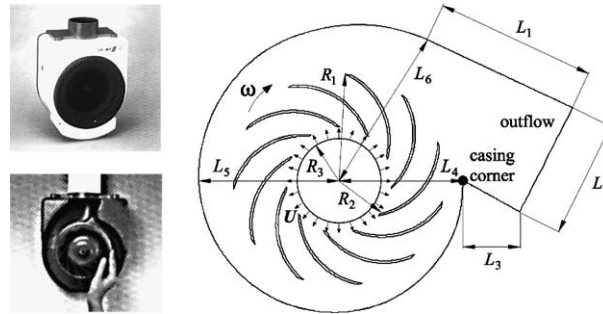 L₁
R₁
L₆
ω
outflow
casing
corner
L₅
R₃
L₄
R₂
L
U
L₃